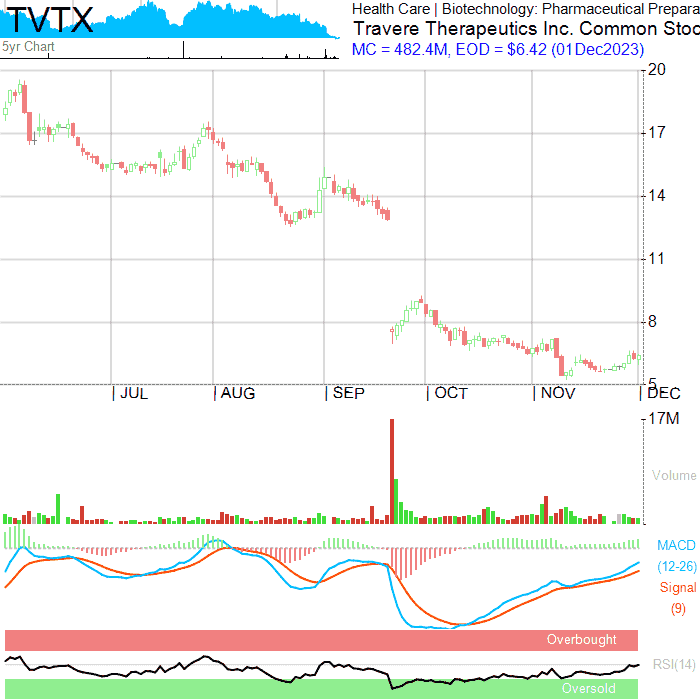 TVTX
Health Care | Biotechnology: Pharmaceutical Prepara
5yr Chart
Travere Therapeutics Inc. Common Stoc
MC = 482.4M, EOD = $6.42 (01Dec2023)
20
17
14
11
8
5
JUL
AUG
SEP
OCT
NOV
DEC
17M
Volume
MACD
(12-26)
Signal
(9)
Overbought
RSI(14)
Oversold